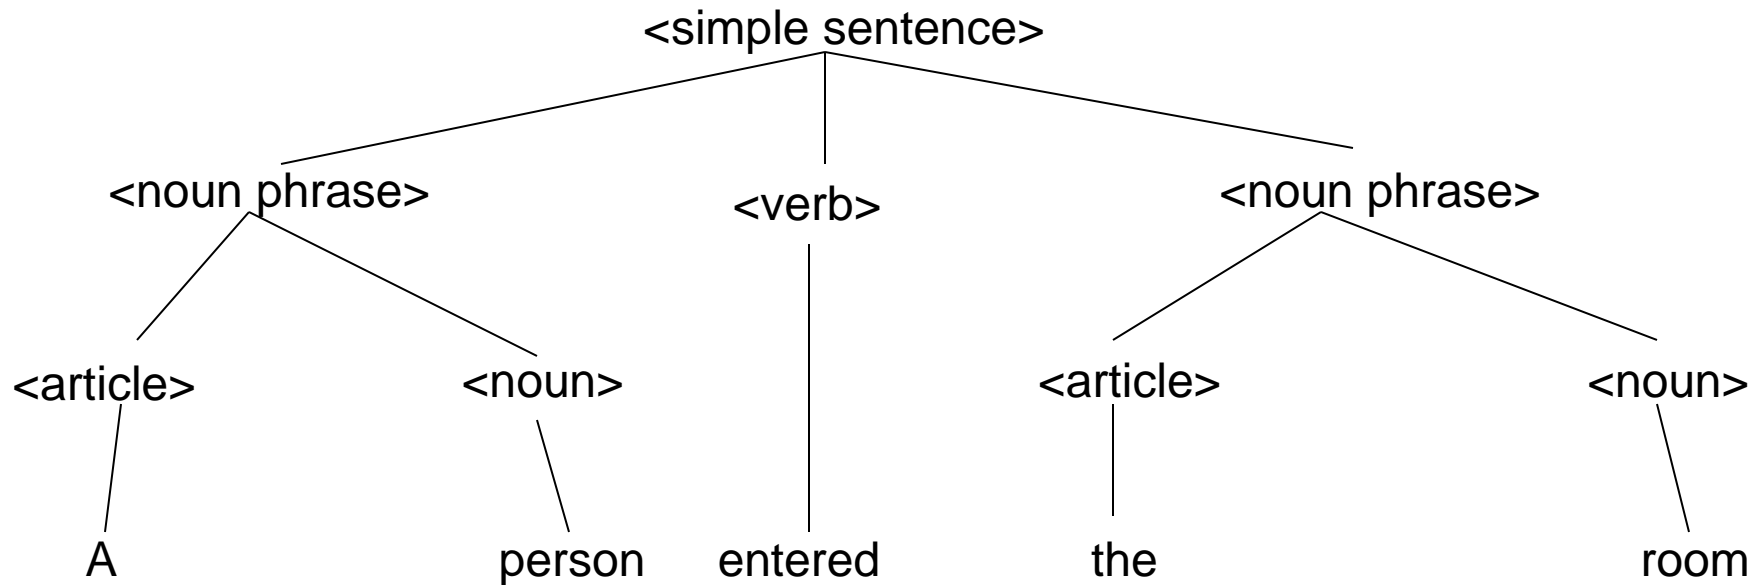 <simple sentence>
<noun phrase> <verb> <noun phrase>
<article> <noun> <article> <noun>
A person entered the room